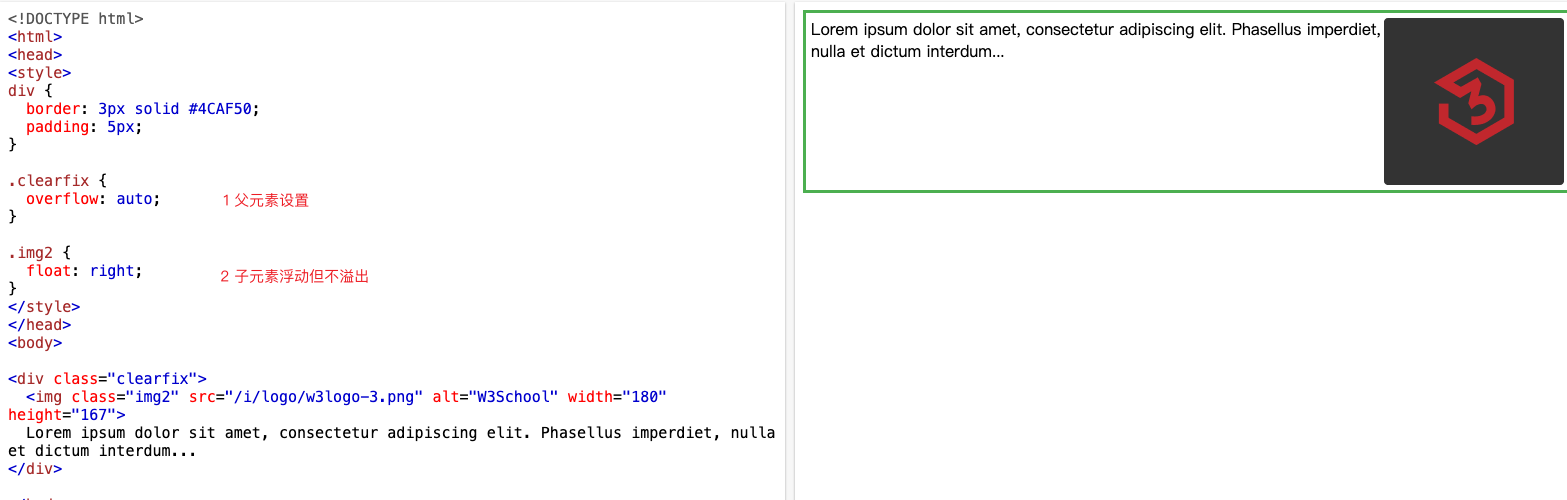 <!DOCTYPE html>
<html>
<head>
<style>
div {
  border: 3px solid #4CAF50;
  padding: 5px;
}

.clearfix {
  overflow: auto;
1 父元素设置
}

.img2 {
  float: right;
2 子元素浮动但不溢出
}
</style>
</head>
<body>

<div class="clearfix">
  <img class="img2" src="/i/logo/w3logo-3.png" alt="W3School" width="180"
height="167">
  Lorem ipsum dolor sit amet, consectetur adipiscing elit. Phasellus imperdiet, nulla
et dictum interdum...
</div>
Lorem ipsum dolor sit amet, consectetur adipiscing elit. Phasellus imperdiet,
nulla et dictum interdum...
3